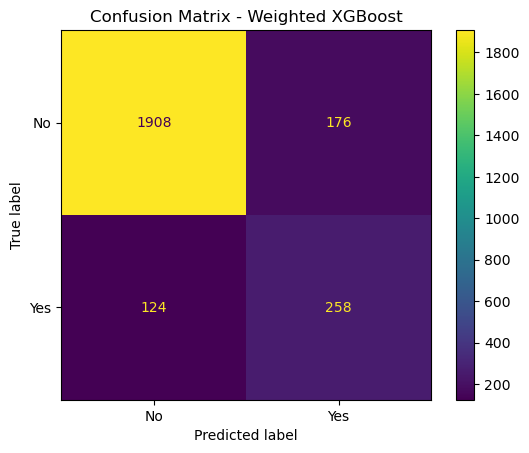 Confusion Matrix - Weighted XGBoost
True label
No
1908
176
Yes
124
258
No
Yes
Predicted label
1800
1600
1400
1200
1000
800
600
400
200